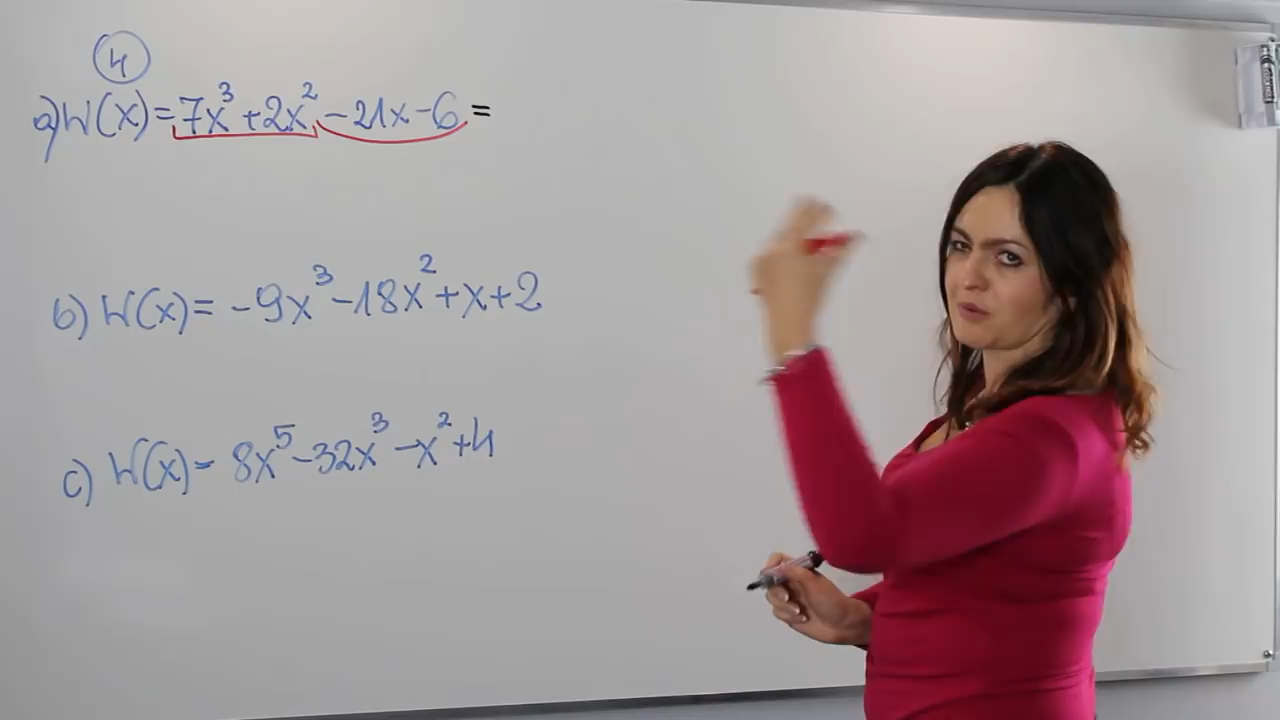 4
a) W(x) = 7x³ + 2x² - 21x - 6 =
b) W(x) = -9x³ - 18x² + x + 2
c) W(x) = 8x⁵ - 32x³ - x² + 4